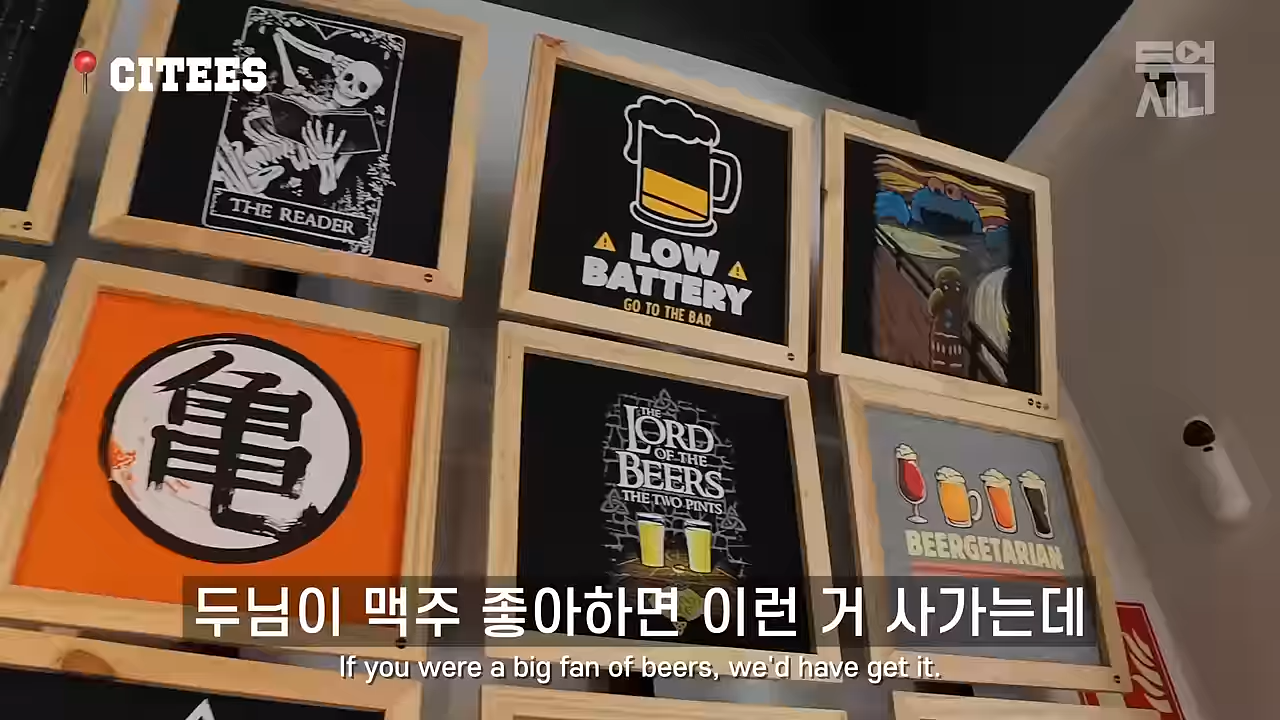 CITEES
두어
시니
THE READER
LOW
BATTERY
GO TO THE BAR
亀
THE
LORD
OF THE
BEERS
THE TWO PINTS
BEERGETARIAN
두님이 맥주 좋아하면 이런 거 사가는데
If you were a big fan of beers, we'd have get it.